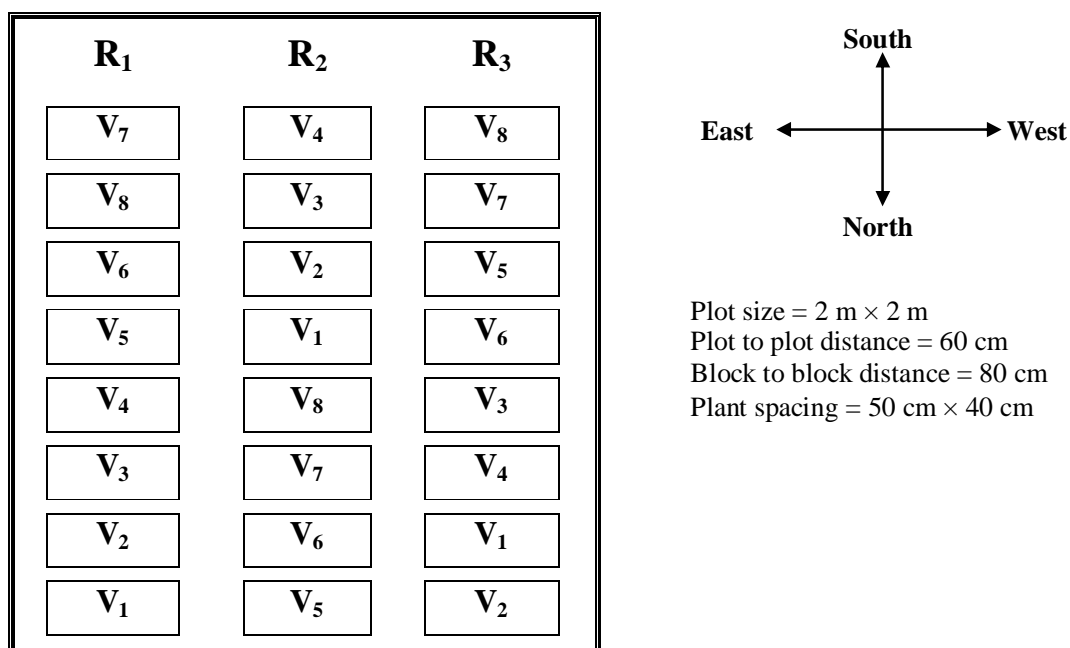 R₁ R₂ R₃
V₇ V₄ V₈
V₈ V₃ V₇
V₆ V₂ V₅
V₅ V₁ V₆
V₄ V₈ V₃
V₃ V₇ V₄
V₂ V₆ V₁
V₁ V₅ V₂
South
East West
North
Plot size = 2 m × 2 m
Plot to plot distance = 60 cm
Block to block distance = 80 cm
Plant spacing = 50 cm × 40 cm